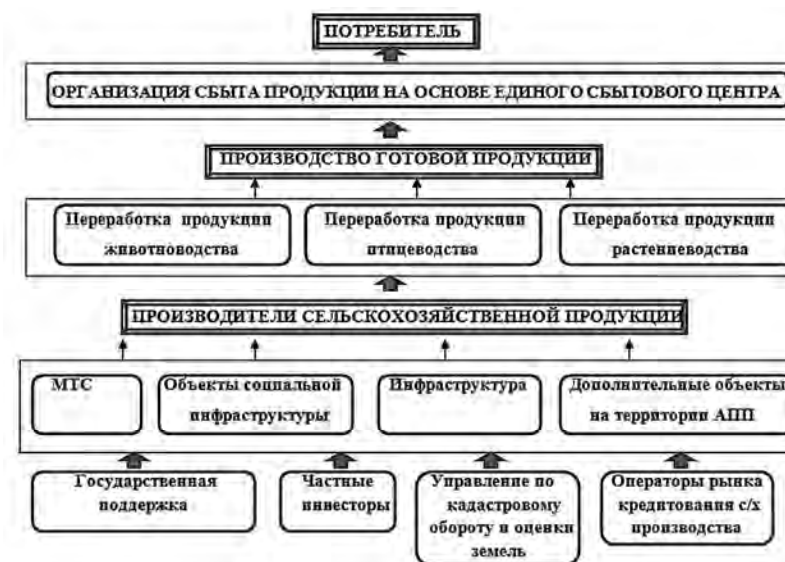 ПОТРЕБИТЕЛЬ
ОРГАНИЗАЦИЯ СБЫТА ПРОДУКЦИИ НА ОСНОВЕ ЕДИНОГО СБЫТОВОГО ЦЕНТРА
ПРОИЗВОДСТВО ГОТОВОЙ ПРОДУКЦИИ
Переработка продукции
животноводства
Переработка продукции
птицеводства
Переработка продукции
растениеводства
ПРОИЗВОДИТЕЛИ СЕЛЬСКОХОЗЯЙСТВЕННОЙ ПРОДУКЦИИ
МТС
Объекты социальной
инфраструктуры
Инфраструктура
Дополнительные объекты
на территории АПП
Государственная
поддержка
Частные
инвесторы
Управление по
кадастровому
обороту и оценки
земель
Операторы рынка
кредитования с/х
производства